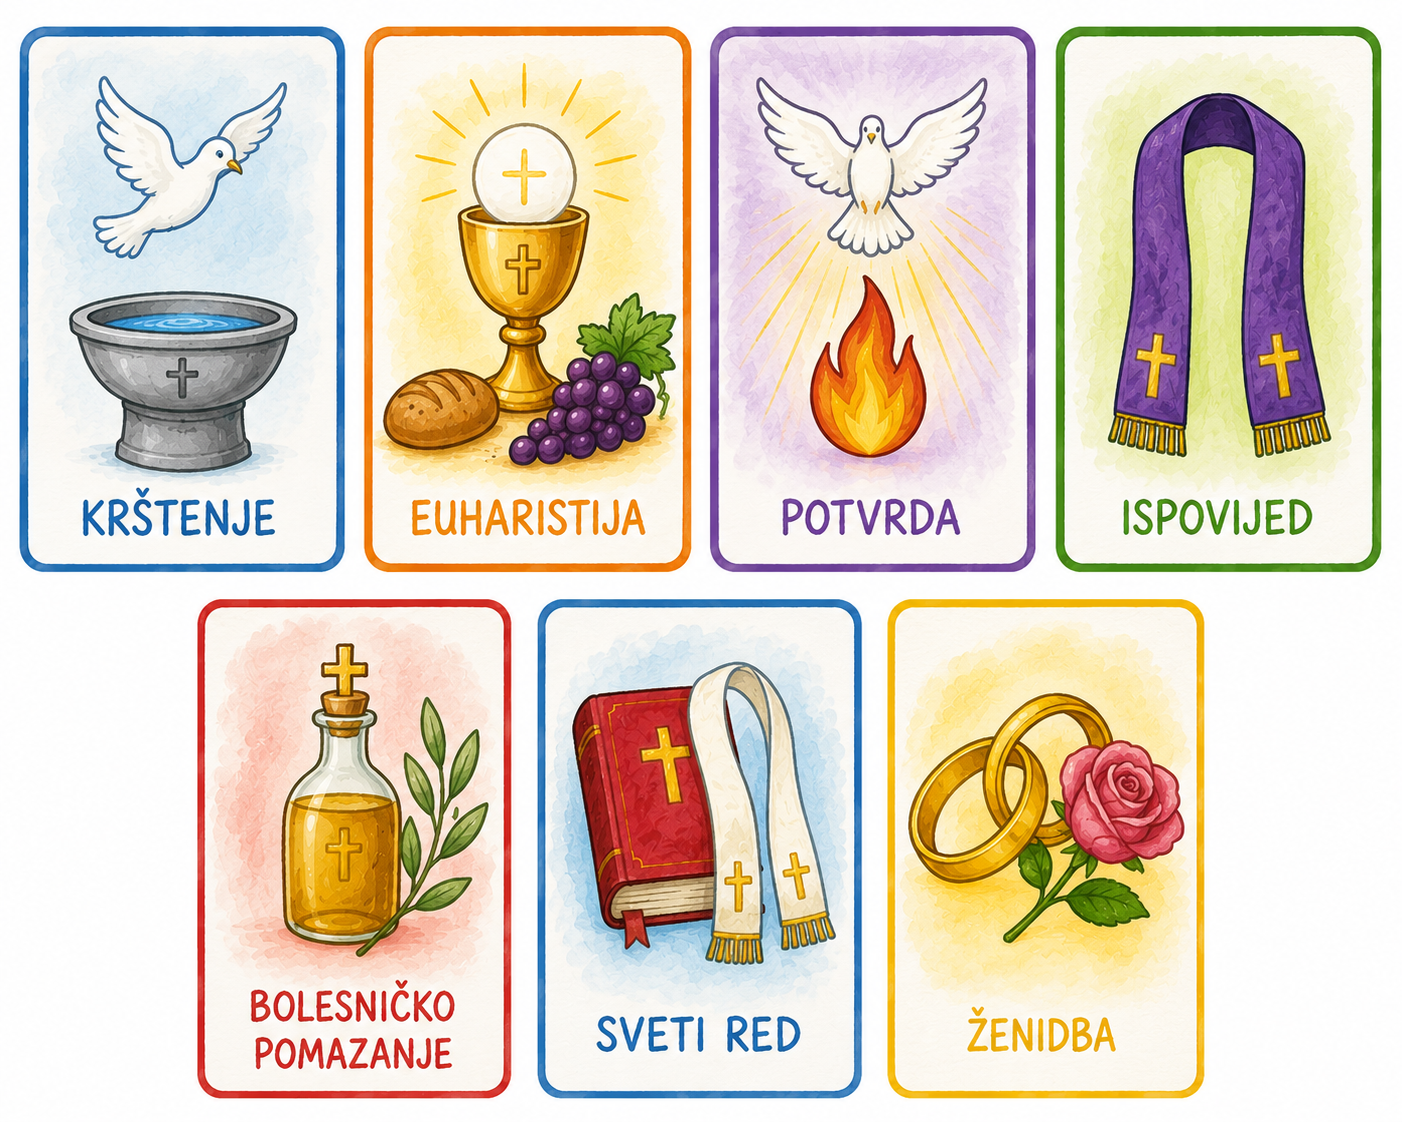 KRŠTENJE
EUHARISTIJA
POTVRDA
ISPOVIJED
BOLESNIČKO
POMAZANJE
SVETI RED
ŽENIDBA